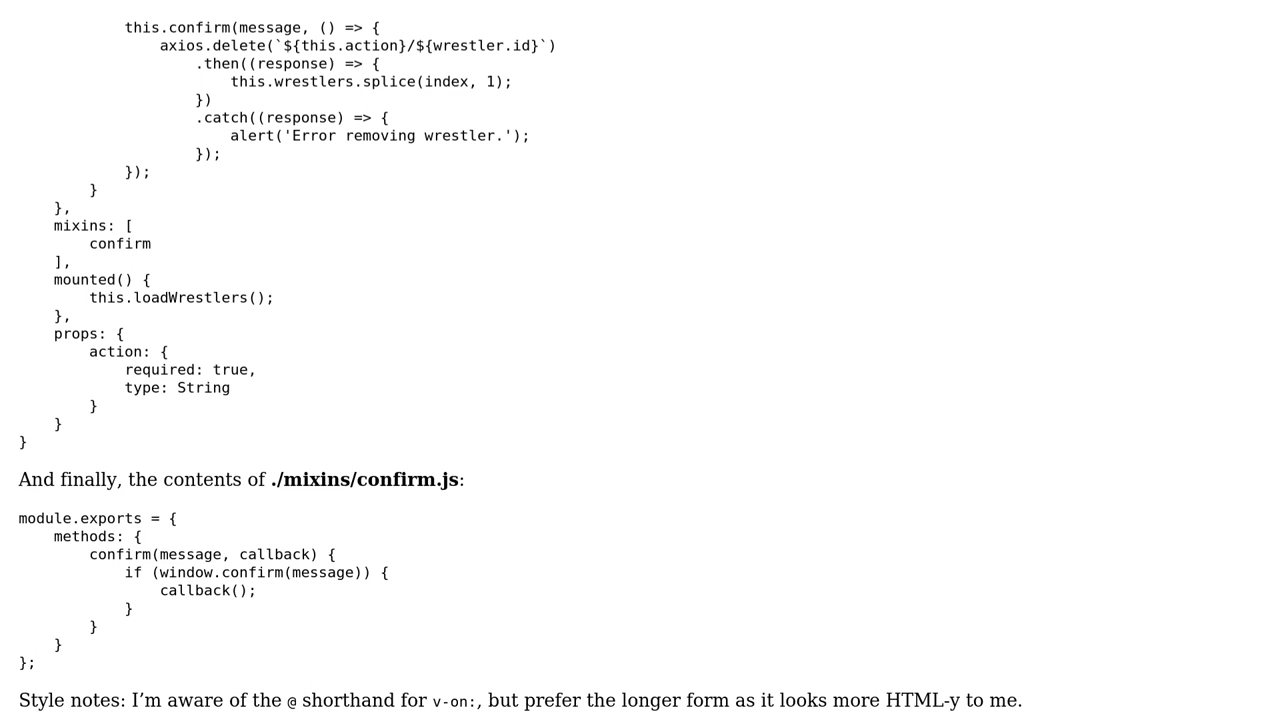 this.confirm(message, () => {
                axios.delete(`${this.action}/${wrestler.id}`)
                    .then((response) => {
                        this.wrestlers.splice(index, 1);
                    })
                    .catch((response) => {
                        alert('Error removing wrestler.');
                    });
            });
        }
    },
    mixins: [
        confirm
    ],
    mounted() {
        this.loadWrestlers();
    },
    props: {
        action: {
            required: true,
            type: String
        }
    }
}
And finally, the contents of ./mixins/confirm.js:
module.exports = {
    methods: {
        confirm(message, callback) {
            if (window.confirm(message)) {
                callback();
            }
        }
    }
};
Style notes: I’m aware of the @ shorthand for v-on:, but prefer the longer form as it looks more HTML-y to me.